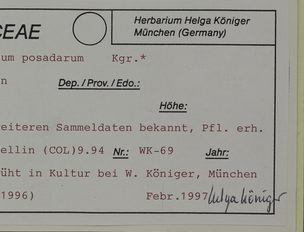 CEAE
Herbarium Helga Königer
München (Germany)
um posadarum Kgr.*
n Dep. / Prov. / Edo.:
Höhe:
eiteren Sammeldaten bekannt, Pfl. erh.
ellin (COL)9.94 Nr.: WK-69 Jahr:
üht in Kultur bei W. Königer, München
1996) Febr.1997 Helga Königer